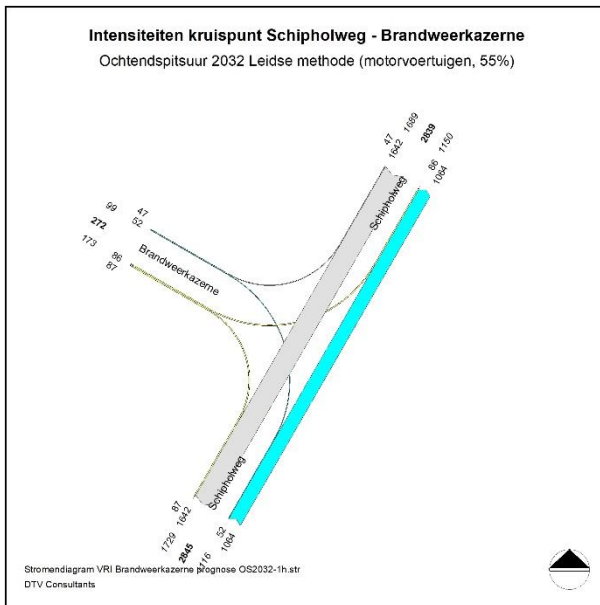 Intensiteiten kruispunt Schipholweg - Brandweerkazerne
Ochtendspitsuur 2032 Leidse methode (motorvoertuigen, 55%)
47 1689
1642
2839
86 1150
1064
Schipholweg
99 47
52
272
173 86
87
Brandweerkazerne
Schipholweg
87
1729 1642
2845
52
1116 1064
Stromendiagram VRI Brandweerkazerne prognose OS2032-1h.str
DTV Consultants